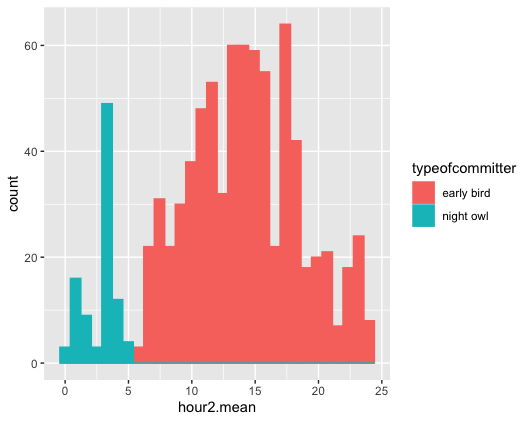 60
40
20
0
count
0 5 10 15 20 25
hour2.mean
typeofcommitter
early bird
night owl